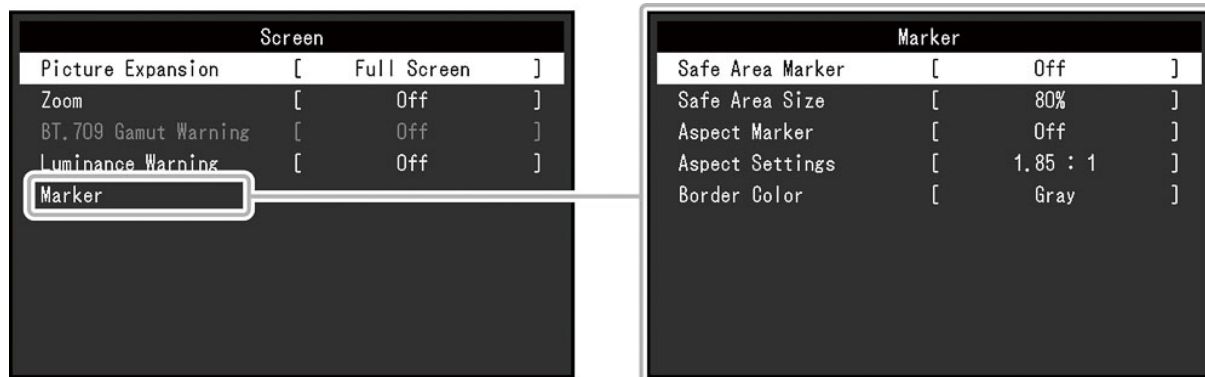 Screen
Picture Expansion [ Full Screen ]
Zoom [ Off ]
BT.709 Gamut Warning [ Off ]
Luminance Warning [ Off ]
Marker
Marker
Safe Area Marker [ Off ]
Safe Area Size [ 80% ]
Aspect Marker [ Off ]
Aspect Settings [ 1.85 : 1 ]
Border Color [ Gray ]